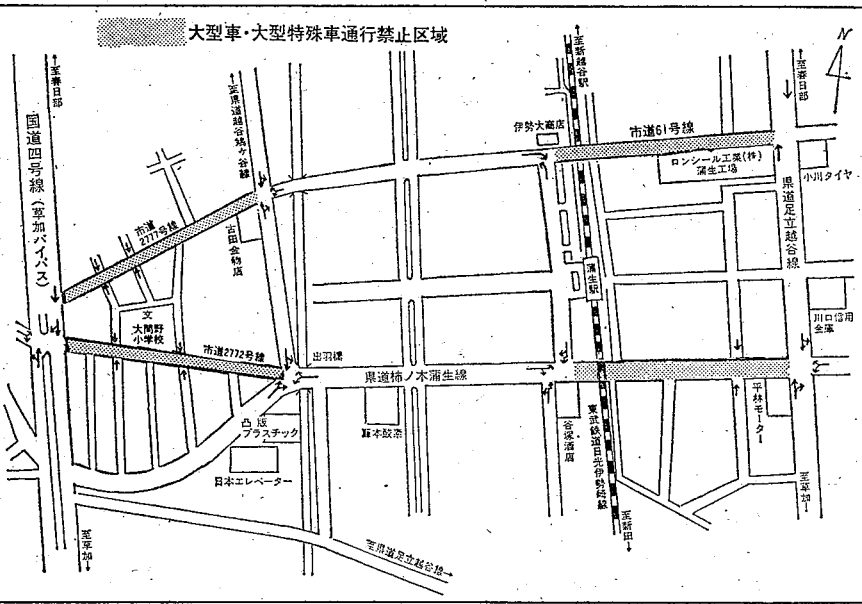 大型車・大型特殊車通行禁止区域
N
←至春日部
国道四号線(草加バイパス)
←至県道越谷鳩ヶ谷線
←至新越谷駅
←至春日部
伊勢大商店
市道61号線
ロンシール工業(株)
蒲生工場
小川タイヤ
県道足立越谷線
市道
2777号線
古田金物店
文
大間野
小学校
蒲生駅
川口信用
金庫
市道2772号線
出羽橋
県道柿ノ木蒲生線
凸版
プラスチック
日本エレベーター
谷塚酒店
東武鉄道日光伊勢崎線
平林モーター
至草加→
至新田→
至草加→
至県道足立越谷線→